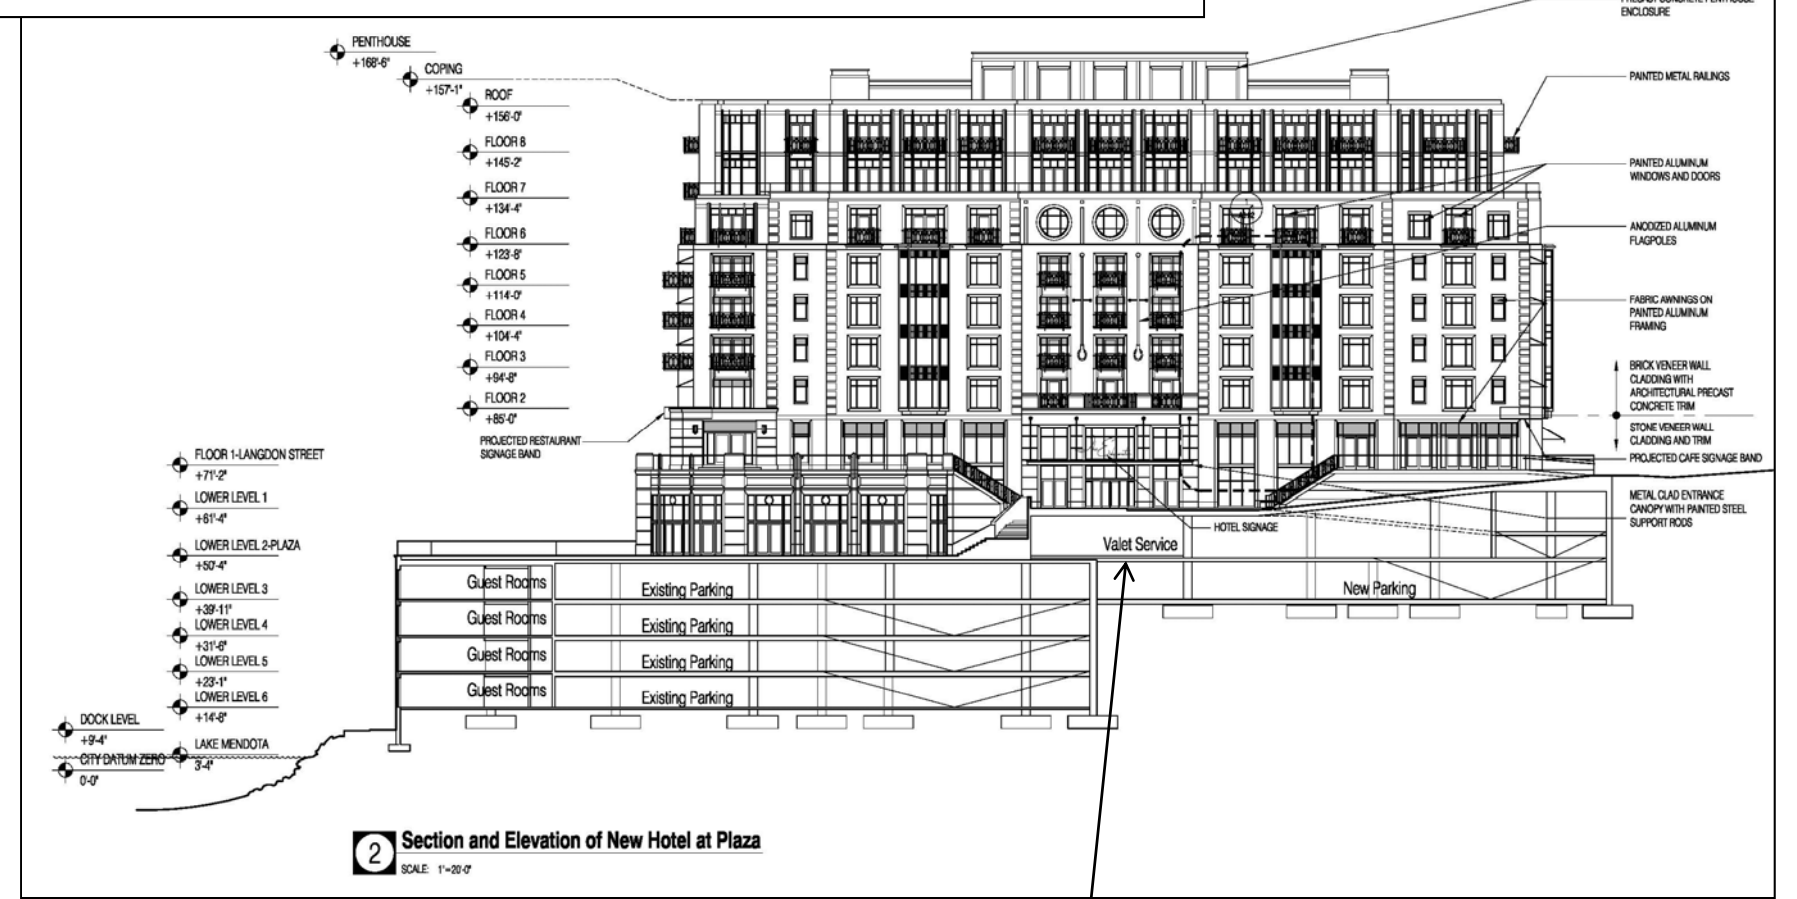 PRECAST CONCRETE PENTHOUSE
ENCLOSURE
PENTHOUSE
+168'-6"
COPING
+157'-1"
ROOF
+156'-0"
FLOOR 8
+145'-2"
FLOOR 7
+134'-4"
FLOOR 6
+123'-8"
FLOOR 5
+114'-0"
FLOOR 4
+104'-4"
FLOOR 3
+94'-8"
FLOOR 2
+85'-0"
PROJECTED RESTAURANT
SIGNAGE BAND
FLOOR 1-LANGDON STREET
+71'-2"
LOWER LEVEL 1
+61'-4"
LOWER LEVEL 2-PLAZA
+50'-4"
LOWER LEVEL 3
+39'-11"
LOWER LEVEL 4
+31'-6"
LOWER LEVEL 5
+23'-1"
LOWER LEVEL 6
+14'-8"
DOCK LEVEL
+9'-4"
LAKE MENDOTA
3'-4"
CITY DATUM ZERO
0'-0"
PAINTED METAL RAILINGS
PAINTED ALUMINUM
WINDOWS AND DOORS
ANODIZED ALUMINUM
FLAGPOLES
FABRIC AWNINGS ON
PAINTED ALUMINUM
FRAMING
BRICK VENEER WALL
CLADDING WITH
ARCHITECTURAL PRECAST
CONCRETE TRIM
STONE VENEER WALL
CLADDING AND TRIM
PROJECTED CAFE SIGNAGE BAND
METAL CLAD ENTRANCE
CANOPY WITH PAINTED STEEL
SUPPORT RODS
HOTEL SIGNAGE
Valet Service
New Parking
Guest Rooms Existing Parking
Guest Rooms Existing Parking
Guest Rooms Existing Parking
Guest Rooms Existing Parking
2 Section and Elevation of New Hotel at Plaza
SCALE: 1"=20'-0"